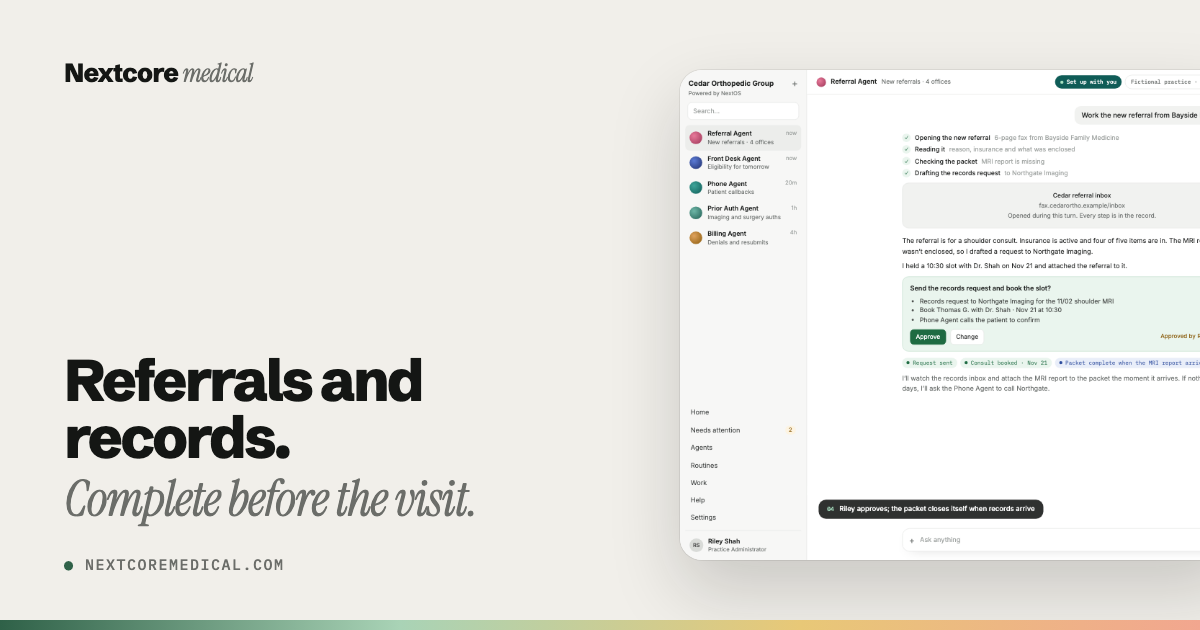 Nextcore medical
Referrals and
records.
Complete before the visit.
NEXTCOREMEDICAL.COM
Cedar Orthopedic Group +
Powered by NextOS
Search...
Referral Agent now
New referrals · 4 offices
Front Desk Agent now
Eligibility for tomorrow
Phone Agent 20m
Patient callbacks
Prior Auth Agent 1h
Imaging and surgery auths
Billing Agent 4h
Denials and resubmits
Home
Needs attention 2
Agents
Routines
Work
Help
Settings
RS Riley Shah
Practice Administrator
Referral Agent New referrals · 4 offices
Set up with you
Fictional practice ·
Work the new referral from Bayside
Opening the new referral 6-page fax from Bayside Family Medicine
Reading it reason, insurance and what was enclosed
Checking the packet MRI report is missing
Drafting the records request to Northgate Imaging
Cedar referral inbox
fax.cedarortho.example/inbox
Opened during this turn. Every step is in the record.
The referral is for a shoulder consult. Insurance is active and four of five items are in. The MRI
wasn't enclosed, so I drafted a request to Northgate Imaging.
I held a 10:30 slot with Dr. Shah on Nov 21 and attached the referral to it.
Send the records request and book the slot?
• Records request to Northgate Imaging for the 11/02 shoulder MRI
• Book Thomas G. with Dr. Shah · Nov 21 at 10:30
• Phone Agent calls the patient to confirm
Approve Change Approved by
Request sent Consult booked · Nov 21 Packet complete when the MRI report
I'll watch the records inbox and attach the MRI report to the packet the moment it arrives. If
days, I'll ask the Phone Agent to call Northgate.
04 Riley approves; the packet closes itself when records arrive
+ Ask anything